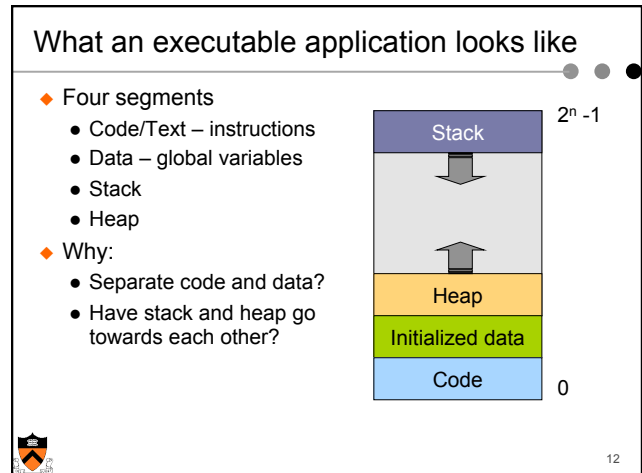 What an executable application looks like
◆ Four segments
● Code/Text – instructions
● Data – global variables
● Stack
● Heap
◆ Why:
● Separate code and data?
● Have stack and heap go
towards each other?
2ⁿ -1
Stack
Heap
Initialized data
Code
0
12